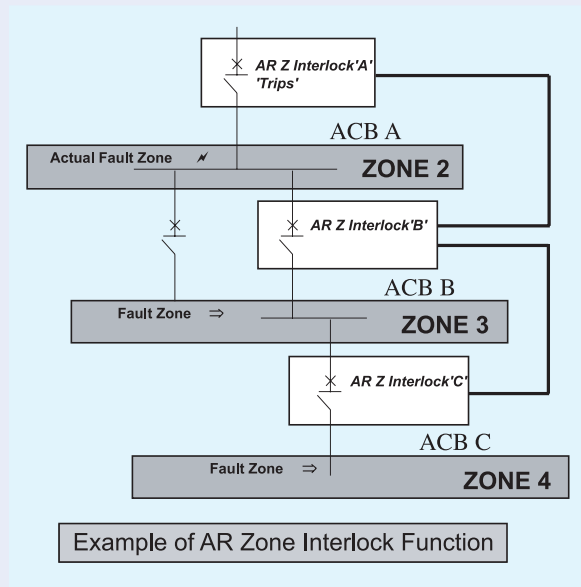 AR Z Interlock'A'
'Trips'
ACB A
Actual Fault Zone
ZONE 2
AR Z Interlock'B'
ACB B
Fault Zone ⇒
ZONE 3
AR Z Interlock'C'
ACB C
Fault Zone ⇒
ZONE 4
Example of AR Zone Interlock Function